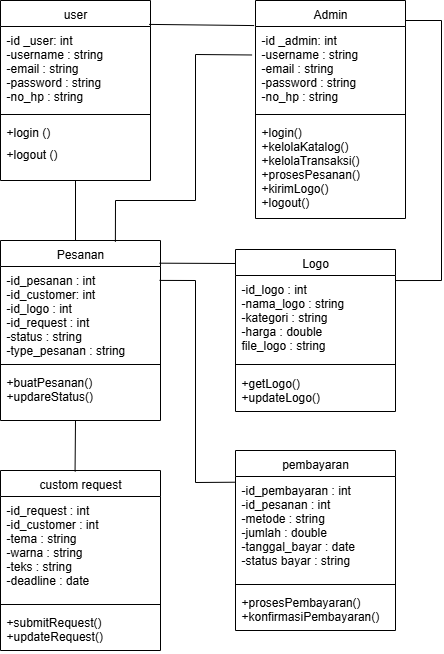 user
-id _user: int
-username : string
-email : string
-password : string
-no_hp : string
+login ()
+logout ()
Admin
-id _admin: int
-username : string
-email : string
-password : string
-no_hp : string
+login()
+kelolaKatalog()
+kelolaTransaksi()
+prosesPesanan()
+kirimLogo()
+logout()
Pesanan
-id_pesanan : int
-id_customer: int
-id_logo : int
-id_request : int
-status : string
-type_pesanan : string
+buatPesanan()
+updareStatus()
Logo
-id_logo : int
-nama_logo : string
-kategori : string
-harga : double
file_logo : string
+getLogo()
+updateLogo()
custom request
-id_request : int
-id_customer : int
-tema : string
-warna : string
-teks : string
-deadline : date
+submitRequest()
+updateRequest()
pembayaran
-id_pembayaran : int
-id_pesanan : int
-metode : string
-jumlah : double
-tanggal_bayar : date
-status bayar : string
+prosesPembayaran()
+konfirmasiPembayaran()